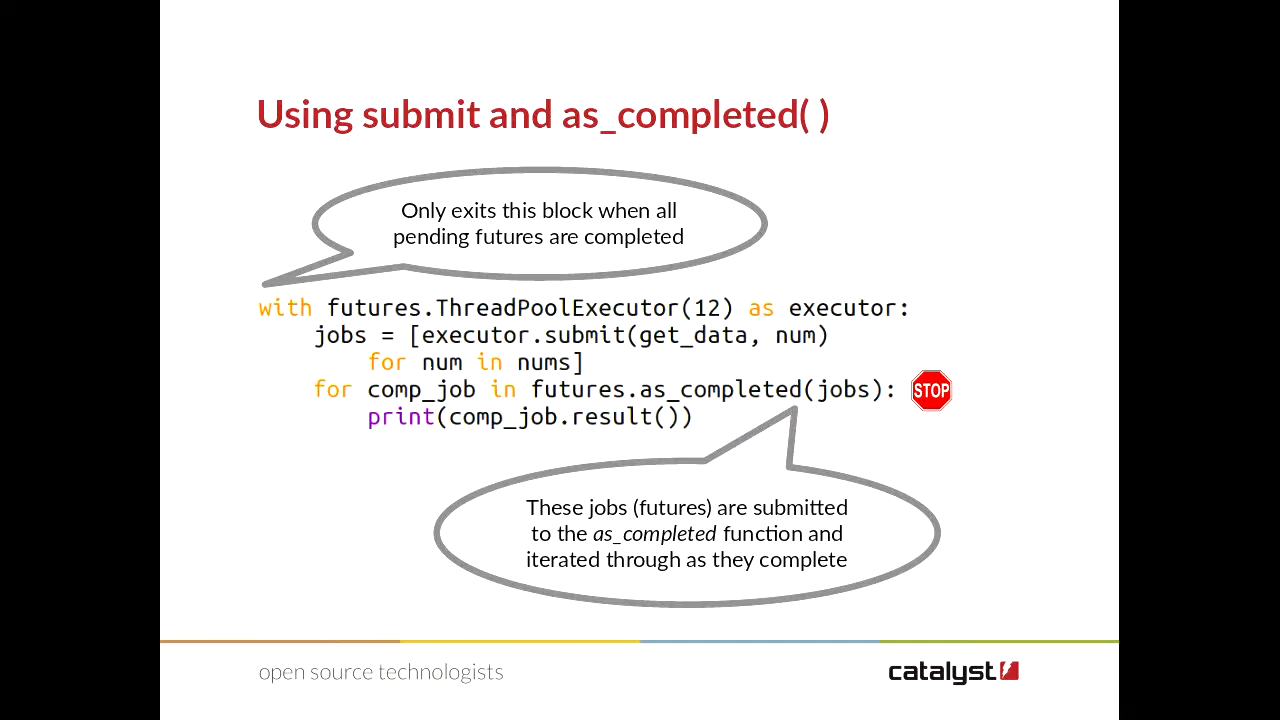 Using submit and as_completed( )
Only exits this block when all
pending futures are completed
with futures.ThreadPoolExecutor(12) as executor:
    jobs = [executor.submit(get_data, num)
        for num in nums]
    for comp_job in futures.as_completed(jobs):
STOP
        print(comp_job.result())
These jobs (futures) are submitted
to the as_completed function and
iterated through as they complete
open source technologists
catalyst